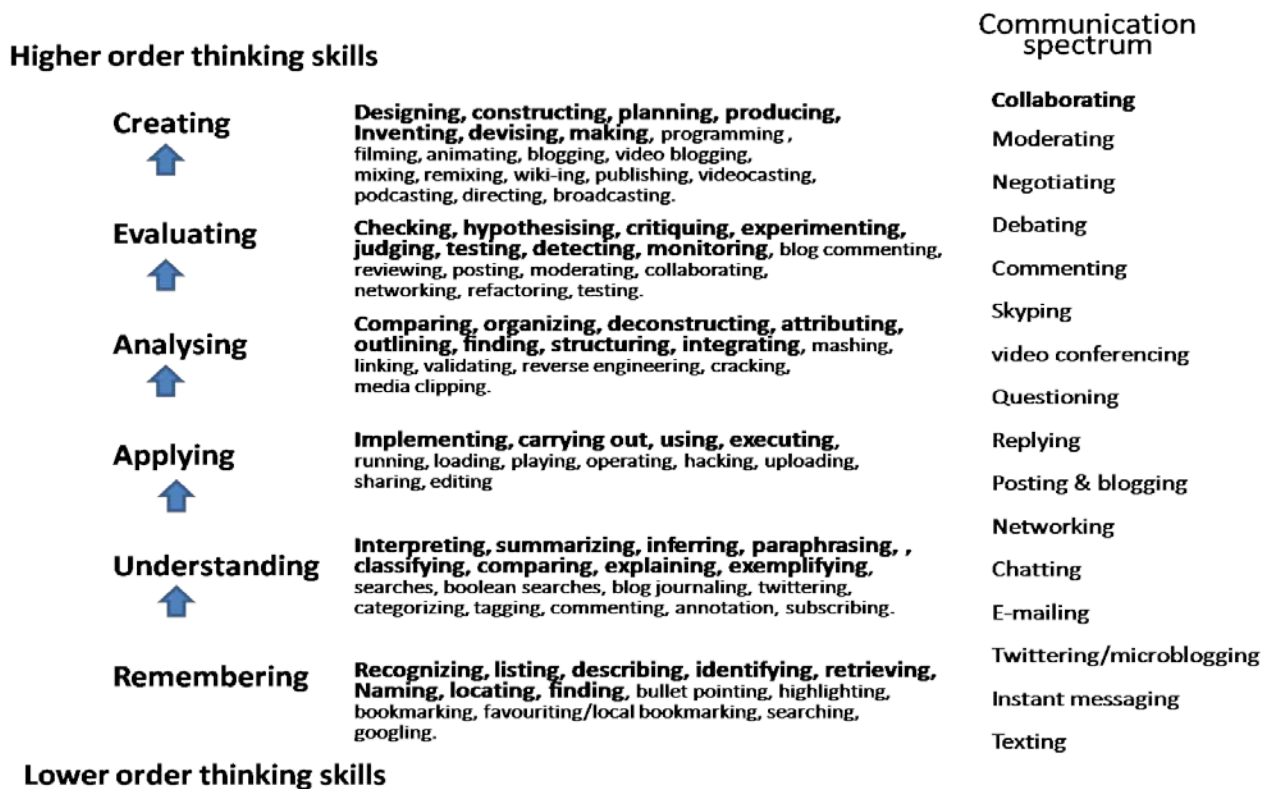 Communication
spectrum
Higher order thinking skills
Creating
Designing, constructing, planning, producing,
Inventing, devising, making, programming ,
filming, animating, blogging, video blogging,
mixing, remixing, wiki-ing, publishing, videocasting,
podcasting, directing, broadcasting.
Evaluating
Checking, hypothesising, critiquing, experimenting,
judging, testing, detecting, monitoring, blog commenting,
reviewing, posting, moderating, collaborating,
networking, refactoring, testing.
Analysing
Comparing, organizing, deconstructing, attributing,
outlining, finding, structuring, integrating, mashing,
linking, validating, reverse engineering, cracking,
media clipping.
Applying
Implementing, carrying out, using, executing,
running, loading, playing, operating, hacking, uploading,
sharing, editing
Understanding
Interpreting, summarizing, inferring, paraphrasing, ,
classifying, comparing, explaining, exemplifying,
searches, boolean searches, blog journaling, twittering,
categorizing, tagging, commenting, annotation, subscribing.
Remembering
Recognizing, listing, describing, identifying, retrieving,
Naming, locating, finding, bullet pointing, highlighting,
bookmarking, favouriting/local bookmarking, searching,
googling.
Lower order thinking skills
Collaborating
Moderating
Negotiating
Debating
Commenting
Skyping
video conferencing
Questioning
Replying
Posting & blogging
Networking
Chatting
E-mailing
Twittering/microblogging
Instant messaging
Texting